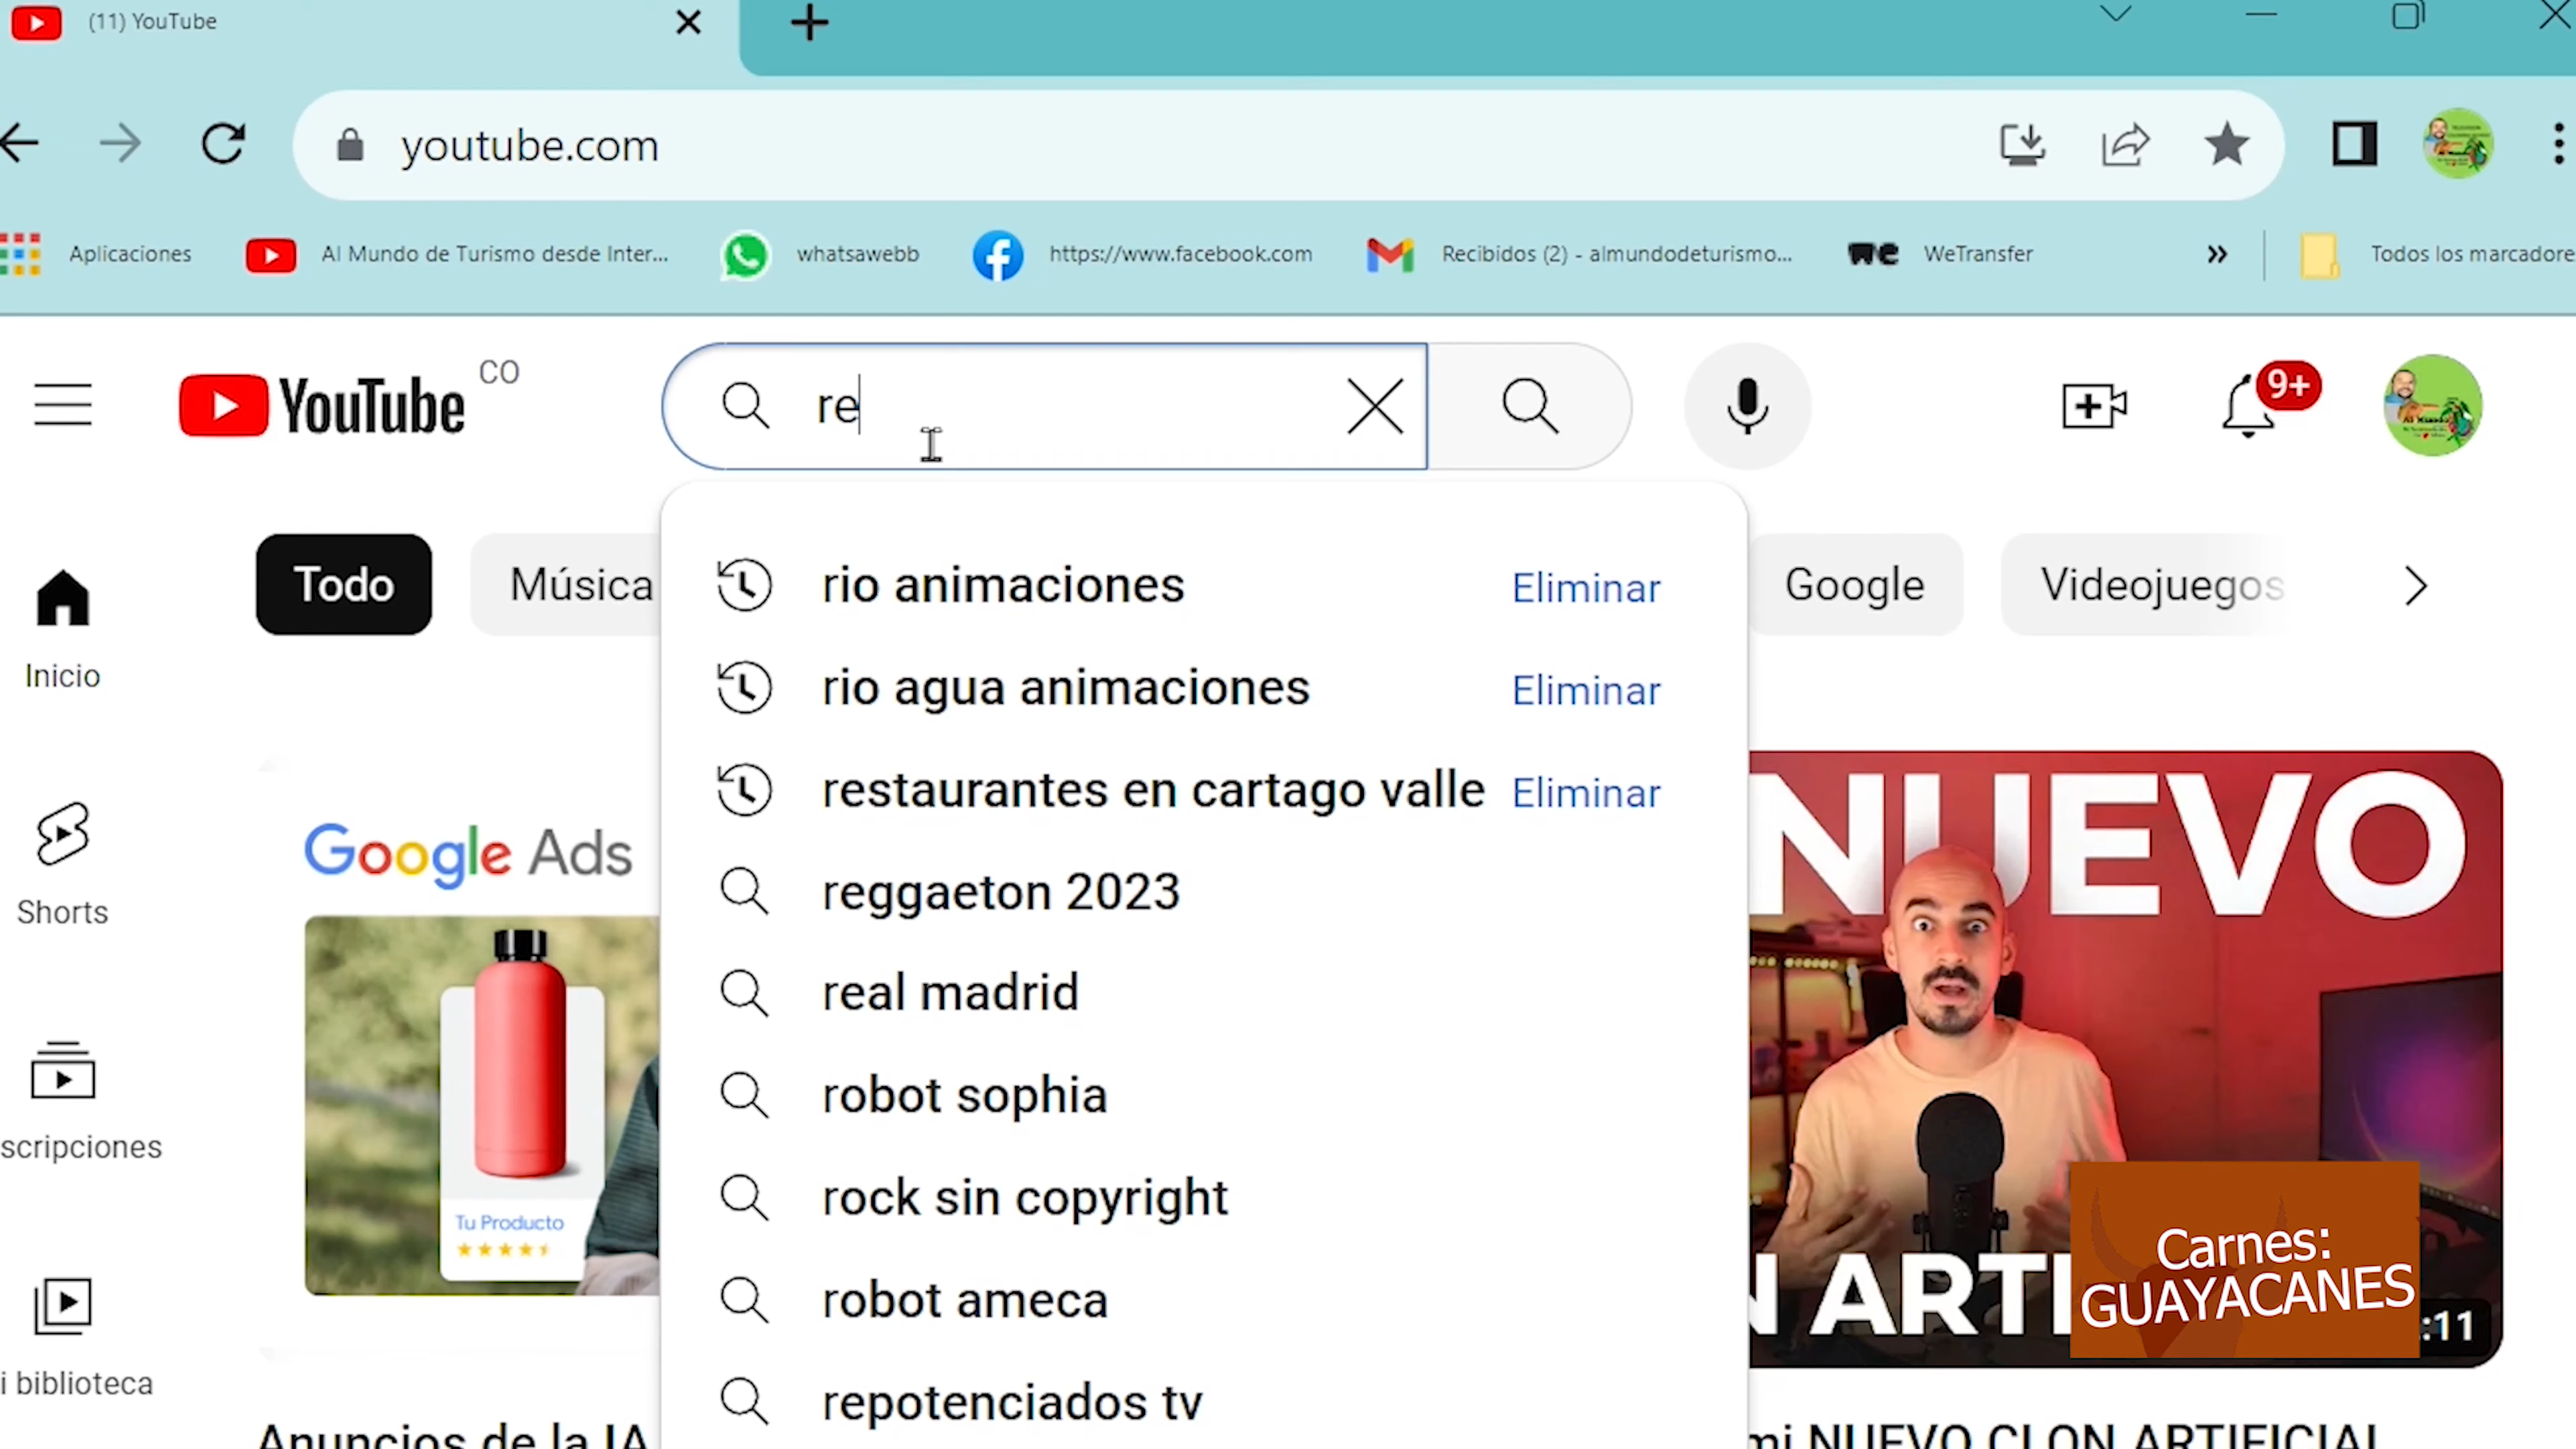 (11) YouTube
youtube.com
Aplicaciones
Al Mundo de Turismo desde Inter...
whatsawebb
https://www.facebook.com
Recibidos (2) - almundodeturismo...
WeTransfer
Todos los marcadore
YouTube CO
re
9+
Todo
Música
Google
Videojuegos
Inicio
Shorts
scripciones
i biblioteca
rio animaciones Eliminar
rio agua animaciones Eliminar
restaurantes en cartago valle Eliminar
reggaeton 2023
real madrid
robot sophia
rock sin copyright
robot ameca
repotenciados tv
Google Ads
Tu Producto
Anuncios de la IA
NUEVO
N ARTI
Carnes:
GUAYACANES
:11
mi NUEVO CLON ARTIFICIAL